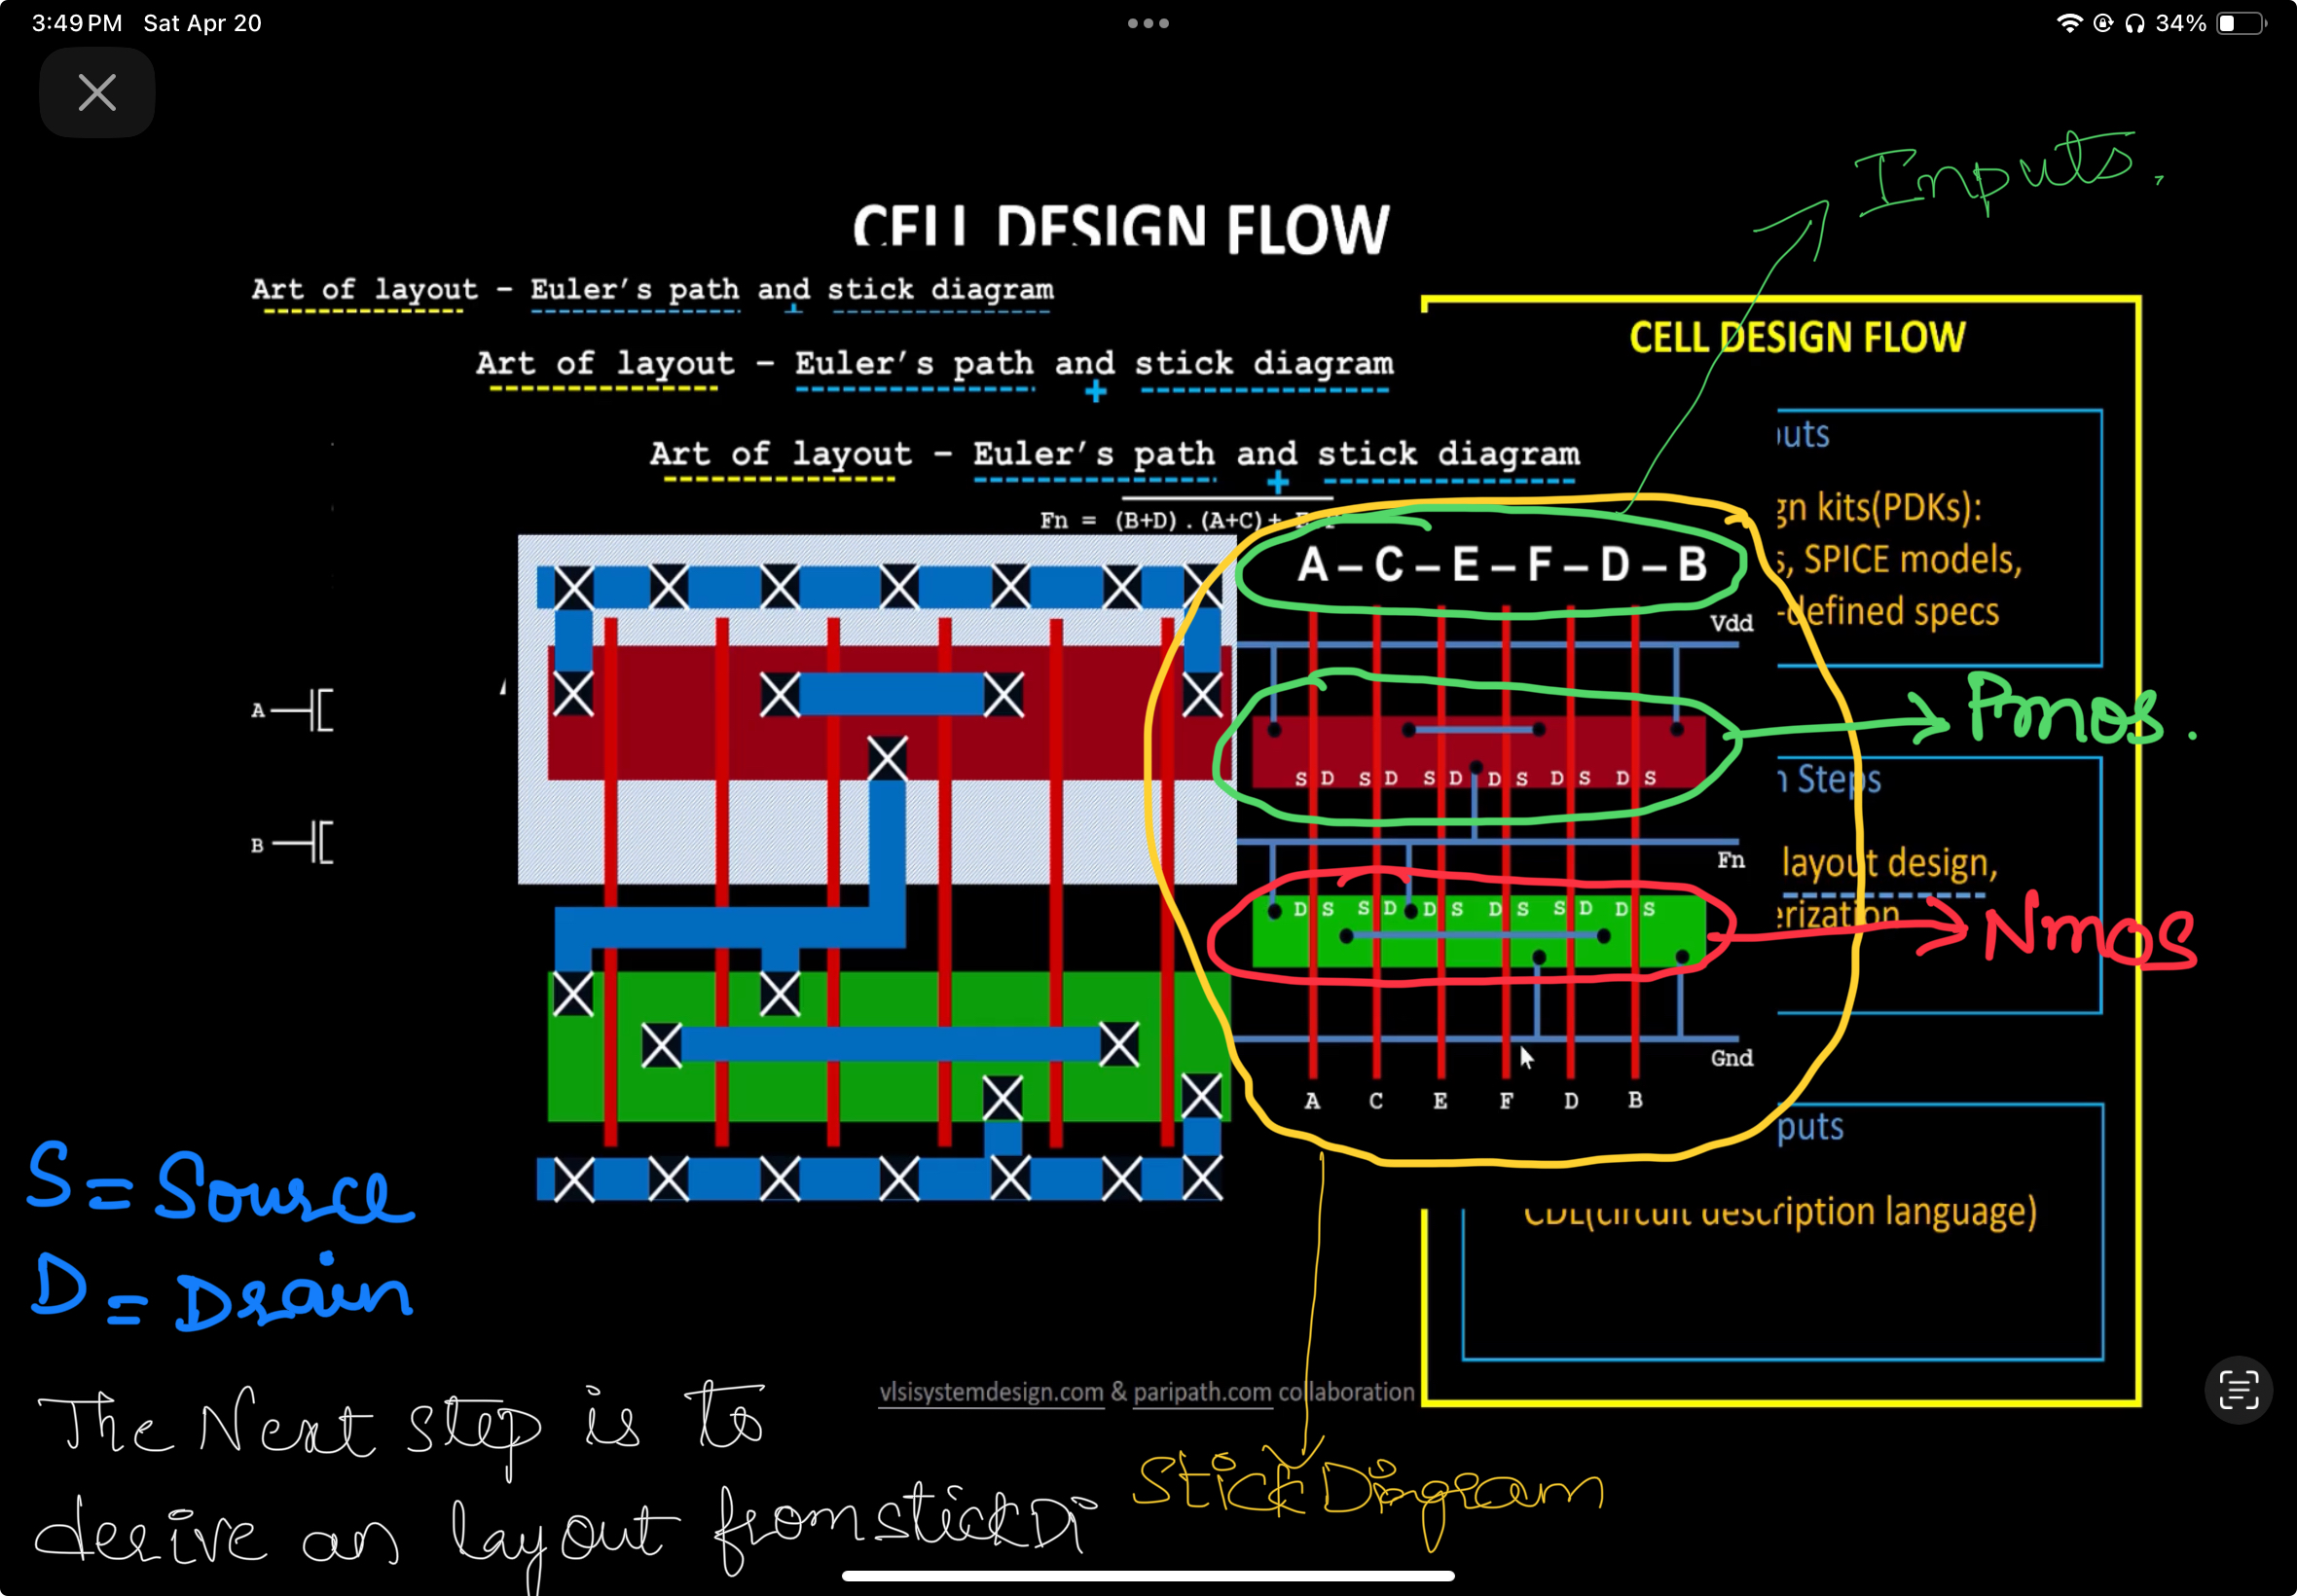 3:49 PM Sat Apr 20
34%
Inputs.
CELL DESIGN FLOW
Art of layout – Euler's path and stick diagram
CELL DESIGN FLOW
Art of layout – Euler's path and stick diagram
Art of layout – Euler's path and stick diagram
Fn = (B+D).(A+C)+
A – C – E – F – D – B
Vdd
gn kits(PDKs):
s, SPICE models,
-defined specs
A
Pmos.
S D S D S D D S D S D S
n Steps
B
Fn
layout design,
D S S D D S D S S D D S
erization
Nmos
Gnd
A C E F D B
puts
S = Source
CDL(circuit description language)
D = Drain
vlsisystemdesign.com & paripath.com collaboration
The Next step is to
Stick Diagram
derive an layout from stick Di